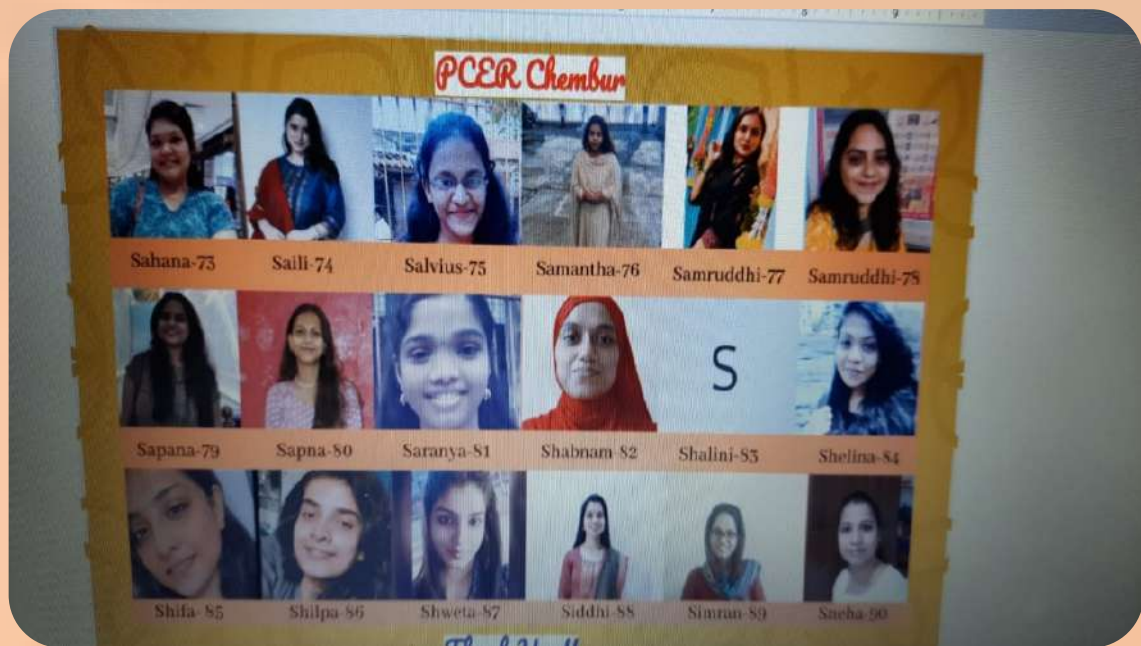 PCER Chembur
Sahana-73 Saili-74 Salvius-75 Samantha-76 Samruddhi-77 Samruddhi-78
S
Sapana-79 Sapna-80 Saranya-81 Shabnam-82 Shalini-83 Shelina-84
Shifa-85 Shilpa-86 Shweta-87 Siddhi-88 Simran-89 Sneha-90